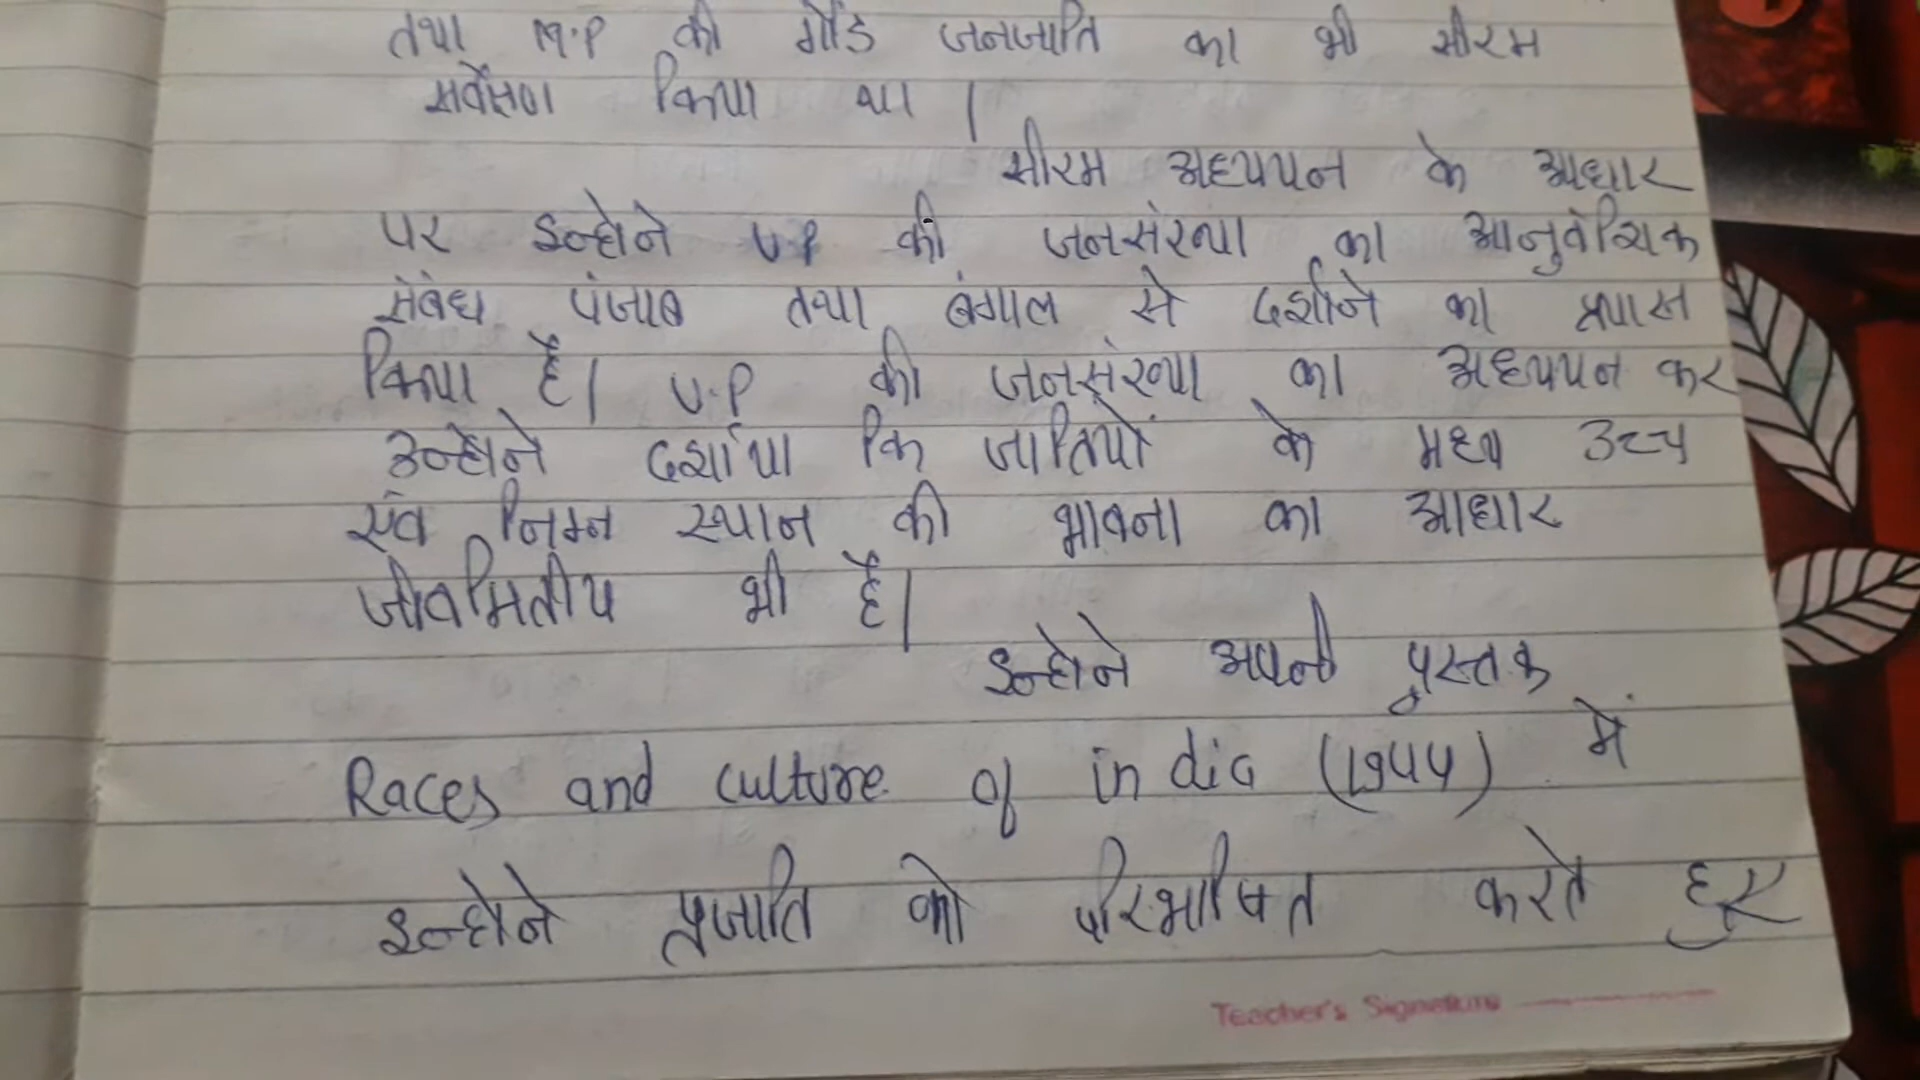 तथा M.P की गोंड जनजाति का भी सीरम
सर्वेक्षण किया था |
सीरम अध्ययन के आधार
पर इन्होने U.P की जनसंख्या का आनुवंशिक
संबंध पंजाब तथा बंगाल से दर्शाने का प्रयास
किया है| U.P की जनसंख्या का अध्ययन कर
उन्होने दर्शाया कि जातियों के मध्य उच्च
एंव निम्न स्थान की भावना का आधार
जीवमितीय भी है|
इन्होने अपनी पुस्तक
Races and culture of in dia (1944) में
इन्होने प्रजाति को परिभाषित करते हुए
Teacher's Signature